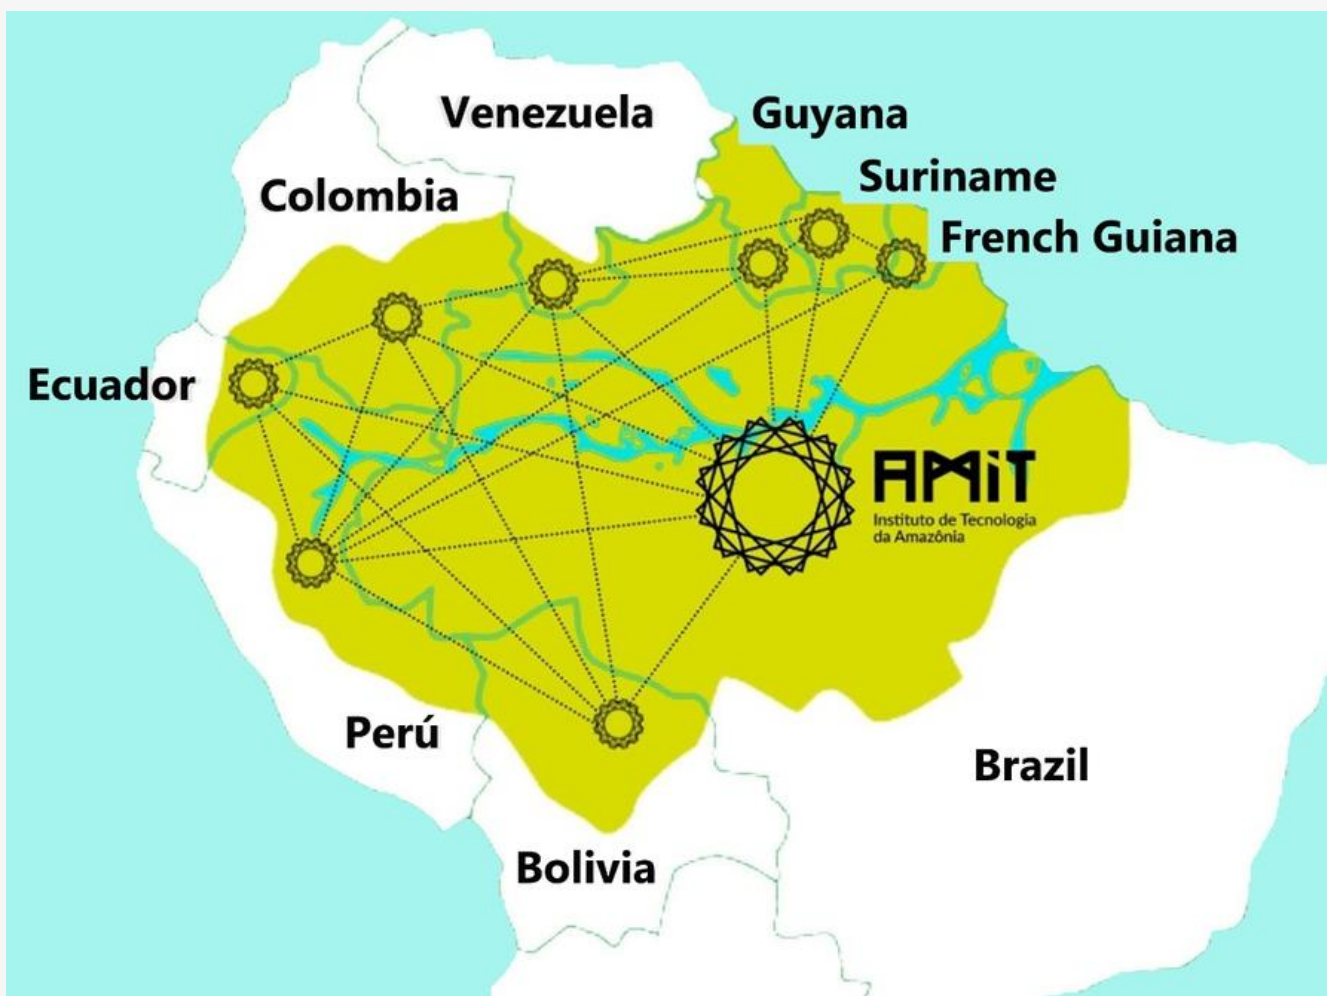 Venezuela
Guyana
Suriname
Colombia
French Guiana
Ecuador
AMiT
Instituto de Tecnologia
da Amazônia
Perú
Brazil
Bolivia